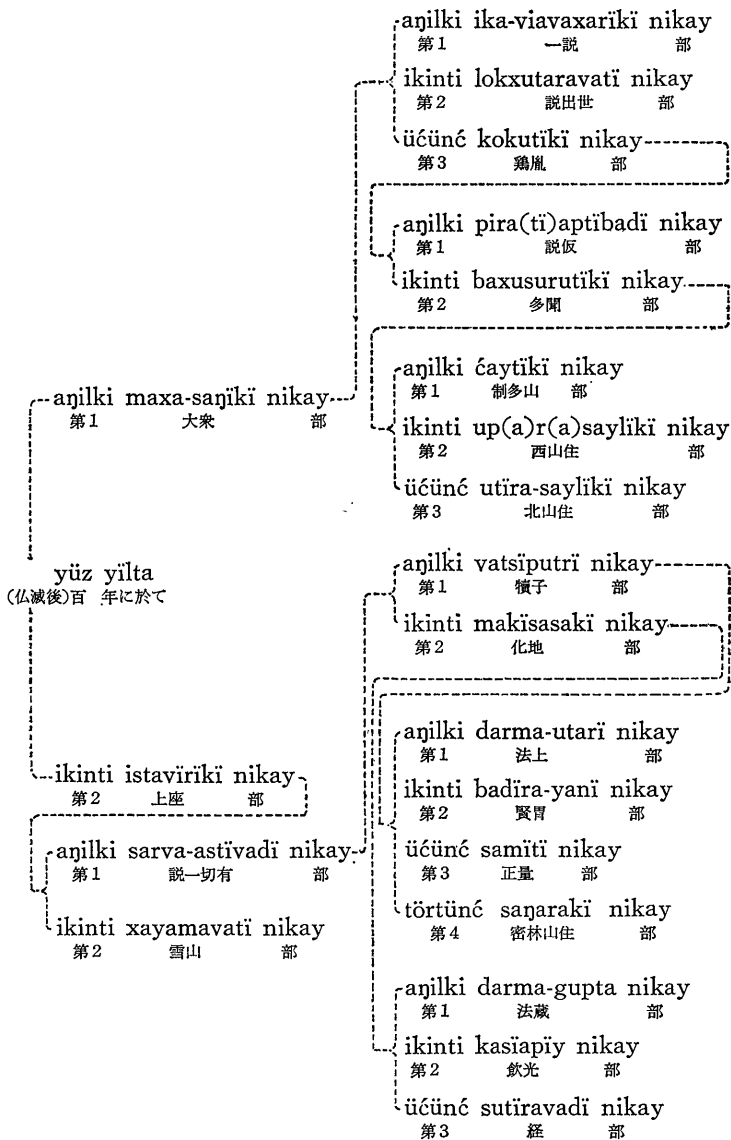 aŋilki ika-viavaxarïkï nikay
第1 一説 部
ikinti lokxutaravatï nikay
第2 説出世 部
üćünć kokutïkï nikay
第3 鶏胤 部
aŋilki pira(tï)aptïbadï nikay
第1 説仮 部
ikinti baxusurutïkï nikay
第2 多聞 部
aŋilki ćaytïkï nikay
第1 制多山 部
aŋilki maxa-saŋïkï nikay
第1 大衆 部
ikinti up(a)r(a)saylïkï nikay
第2 西山住 部
üćünć utïra-saylïkï nikay
第3 北山住 部
yüz yïlta
(仏滅後)百 年に於て
aŋilki vatsïputrï nikay
第1 犢子 部
ikinti makïsasakï nikay
第2 化地 部
aŋilki darma-utarï nikay
第1 法上 部
ikinti istavïrïkï nikay
第2 上座 部
ikinti badïra-yanï nikay
第2 賢冑 部
aŋilki sarva-astïvadï nikay
第1 説一切有 部
üćünć samïtï nikay
第3 正量 部
ikinti xayamavatï nikay
第2 雪山 部
törtünć saŋarakï nikay
第4 密林山住 部
aŋilki darma-gupta nikay
第1 法蔵 部
ikinti kasïapïy nikay
第2 飲光 部
üćünć sutïravadï nikay
第3 経 部